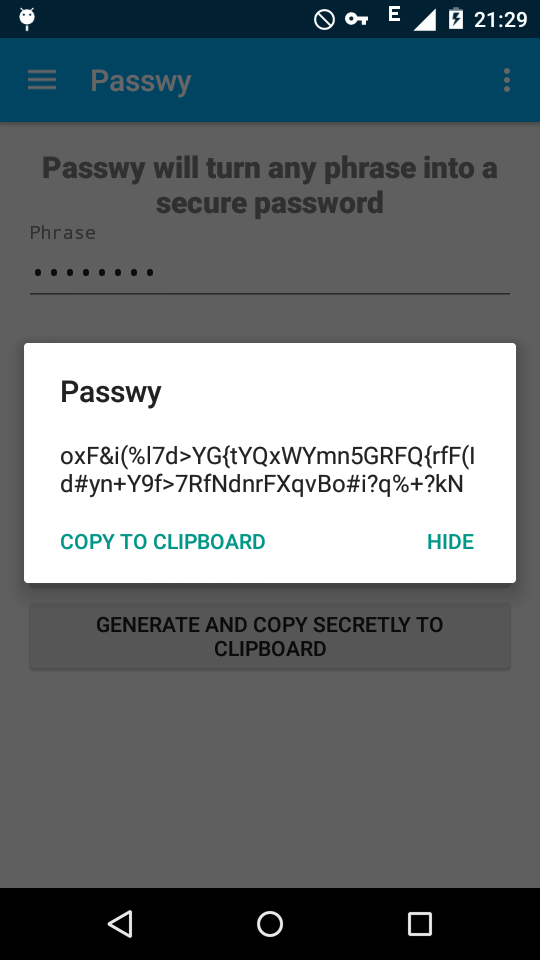 E 21:29
Passwy
Passwy will turn any phrase into a
secure password
Phrase
••••••••
Passwy
oxF&i(%l7d>YG{tYQxWYmn5GRFQ{rfF(I
d#yn+Y9f>7RfNdnrFXqvBo#i?q%+?kN
COPY TO CLIPBOARD HIDE
GENERATE AND COPY SECRETLY TO
CLIPBOARD